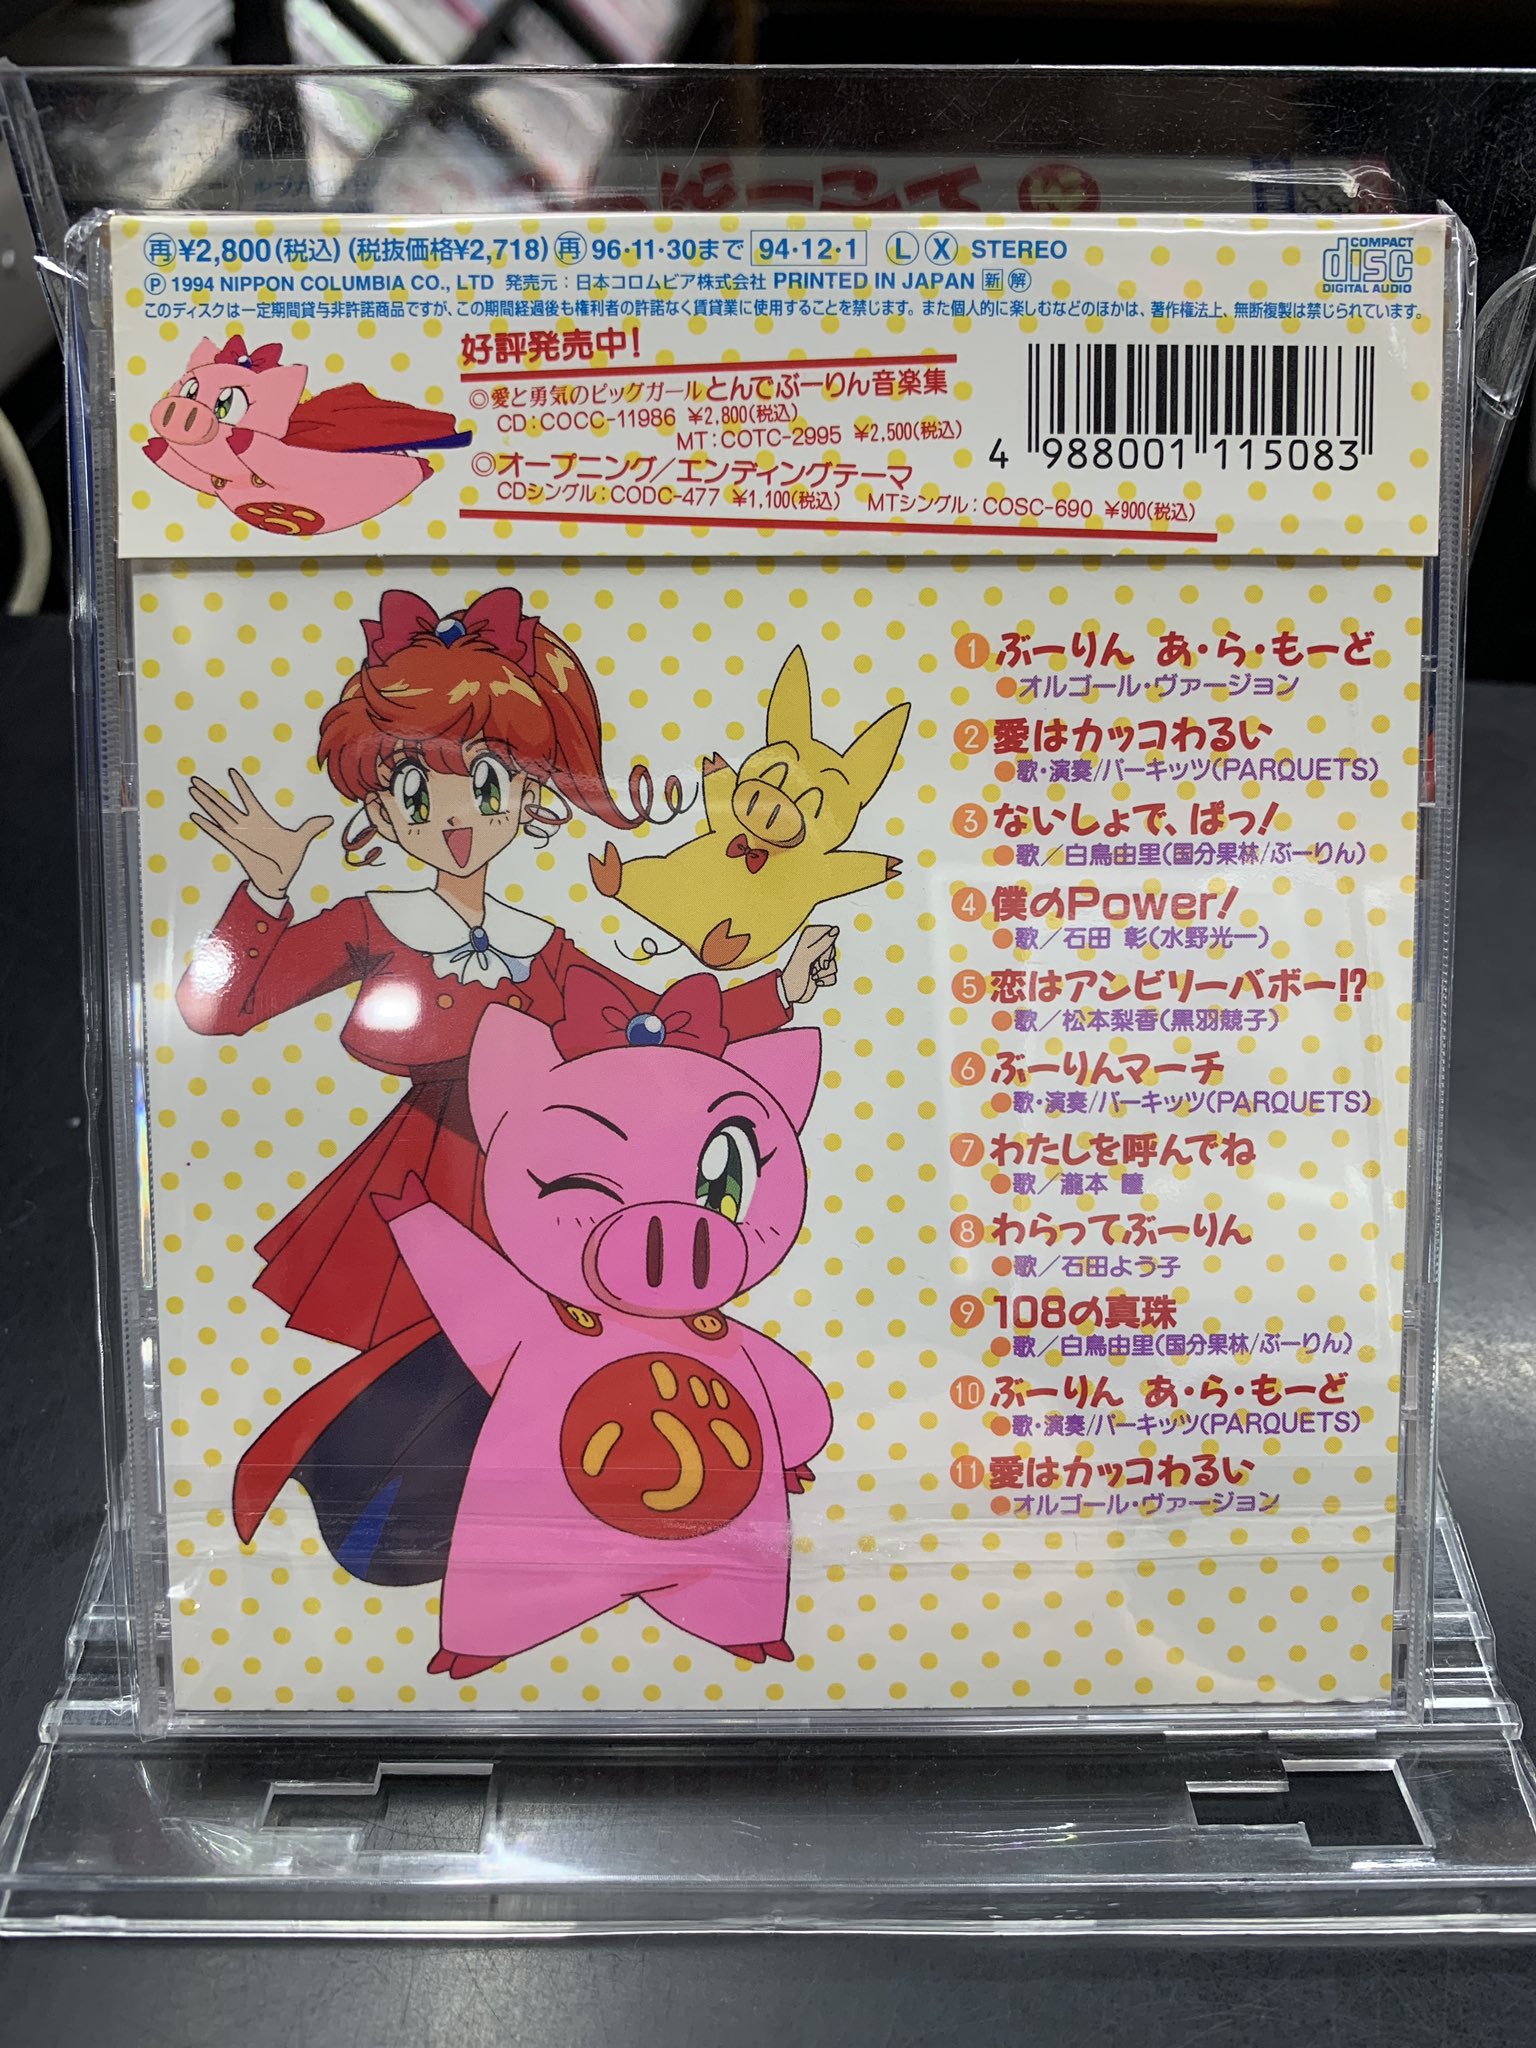 再 ¥2,800(税込)(税抜価格¥2,718) 再 96・11・30まで 94・12・1 L X STEREO
COMPACT disc DIGITAL AUDIO
Ⓟ 1994 NIPPON COLUMBIA CO., LTD 発売元：日本コロムビア株式会社 PRINTED IN JAPAN 新 解
このディスクは一定期間貸与非許諾商品ですが、この期間経過後も権利者の許諾なく賃貸業に使用することを禁じます。また個人的に楽しむなどのほかは、著作権法上、無断複製は禁じられています。
好評発売中！
◎愛と勇気のピッグガールとんでぶーりん音楽集
CD：COCC-11986 ¥2,800(税込)
MT：COTC-2995 ¥2,500(税込)
◎オープニング/エンディングテーマ
CDシングル：CODC-477 ¥1,100(税込) MTシングル：COSC-690 ¥900(税込)
4 988001 115083
ぶ
1 ぶーりん あ・ら・もーど
●オルゴール・ヴァージョン
2 愛はカッコわるい
●歌・演奏/パーキッツ(PARQUETS)
3 ないしょで、ぱっ！
●歌／白鳥由里(国分果林/ぶーりん)
4 僕のPower！
●歌／石田 彰(水野光一)
5 恋はアンビリーバボー!?
●歌／松本梨香(黒羽競子)
6 ぶーりんマーチ
●歌・演奏/パーキッツ(PARQUETS)
7 わたしを呼んでね
●歌／瀧本 瞳
8 わらってぶーりん
●歌／石田よう子
9 108の真珠
●歌／白鳥由里(国分果林/ぶーりん)
10 ぶーりん あ・ら・もーど
●歌・演奏/パーキッツ(PARQUETS)
11 愛はカッコわるい
●オルゴール・ヴァージョン
ぶ